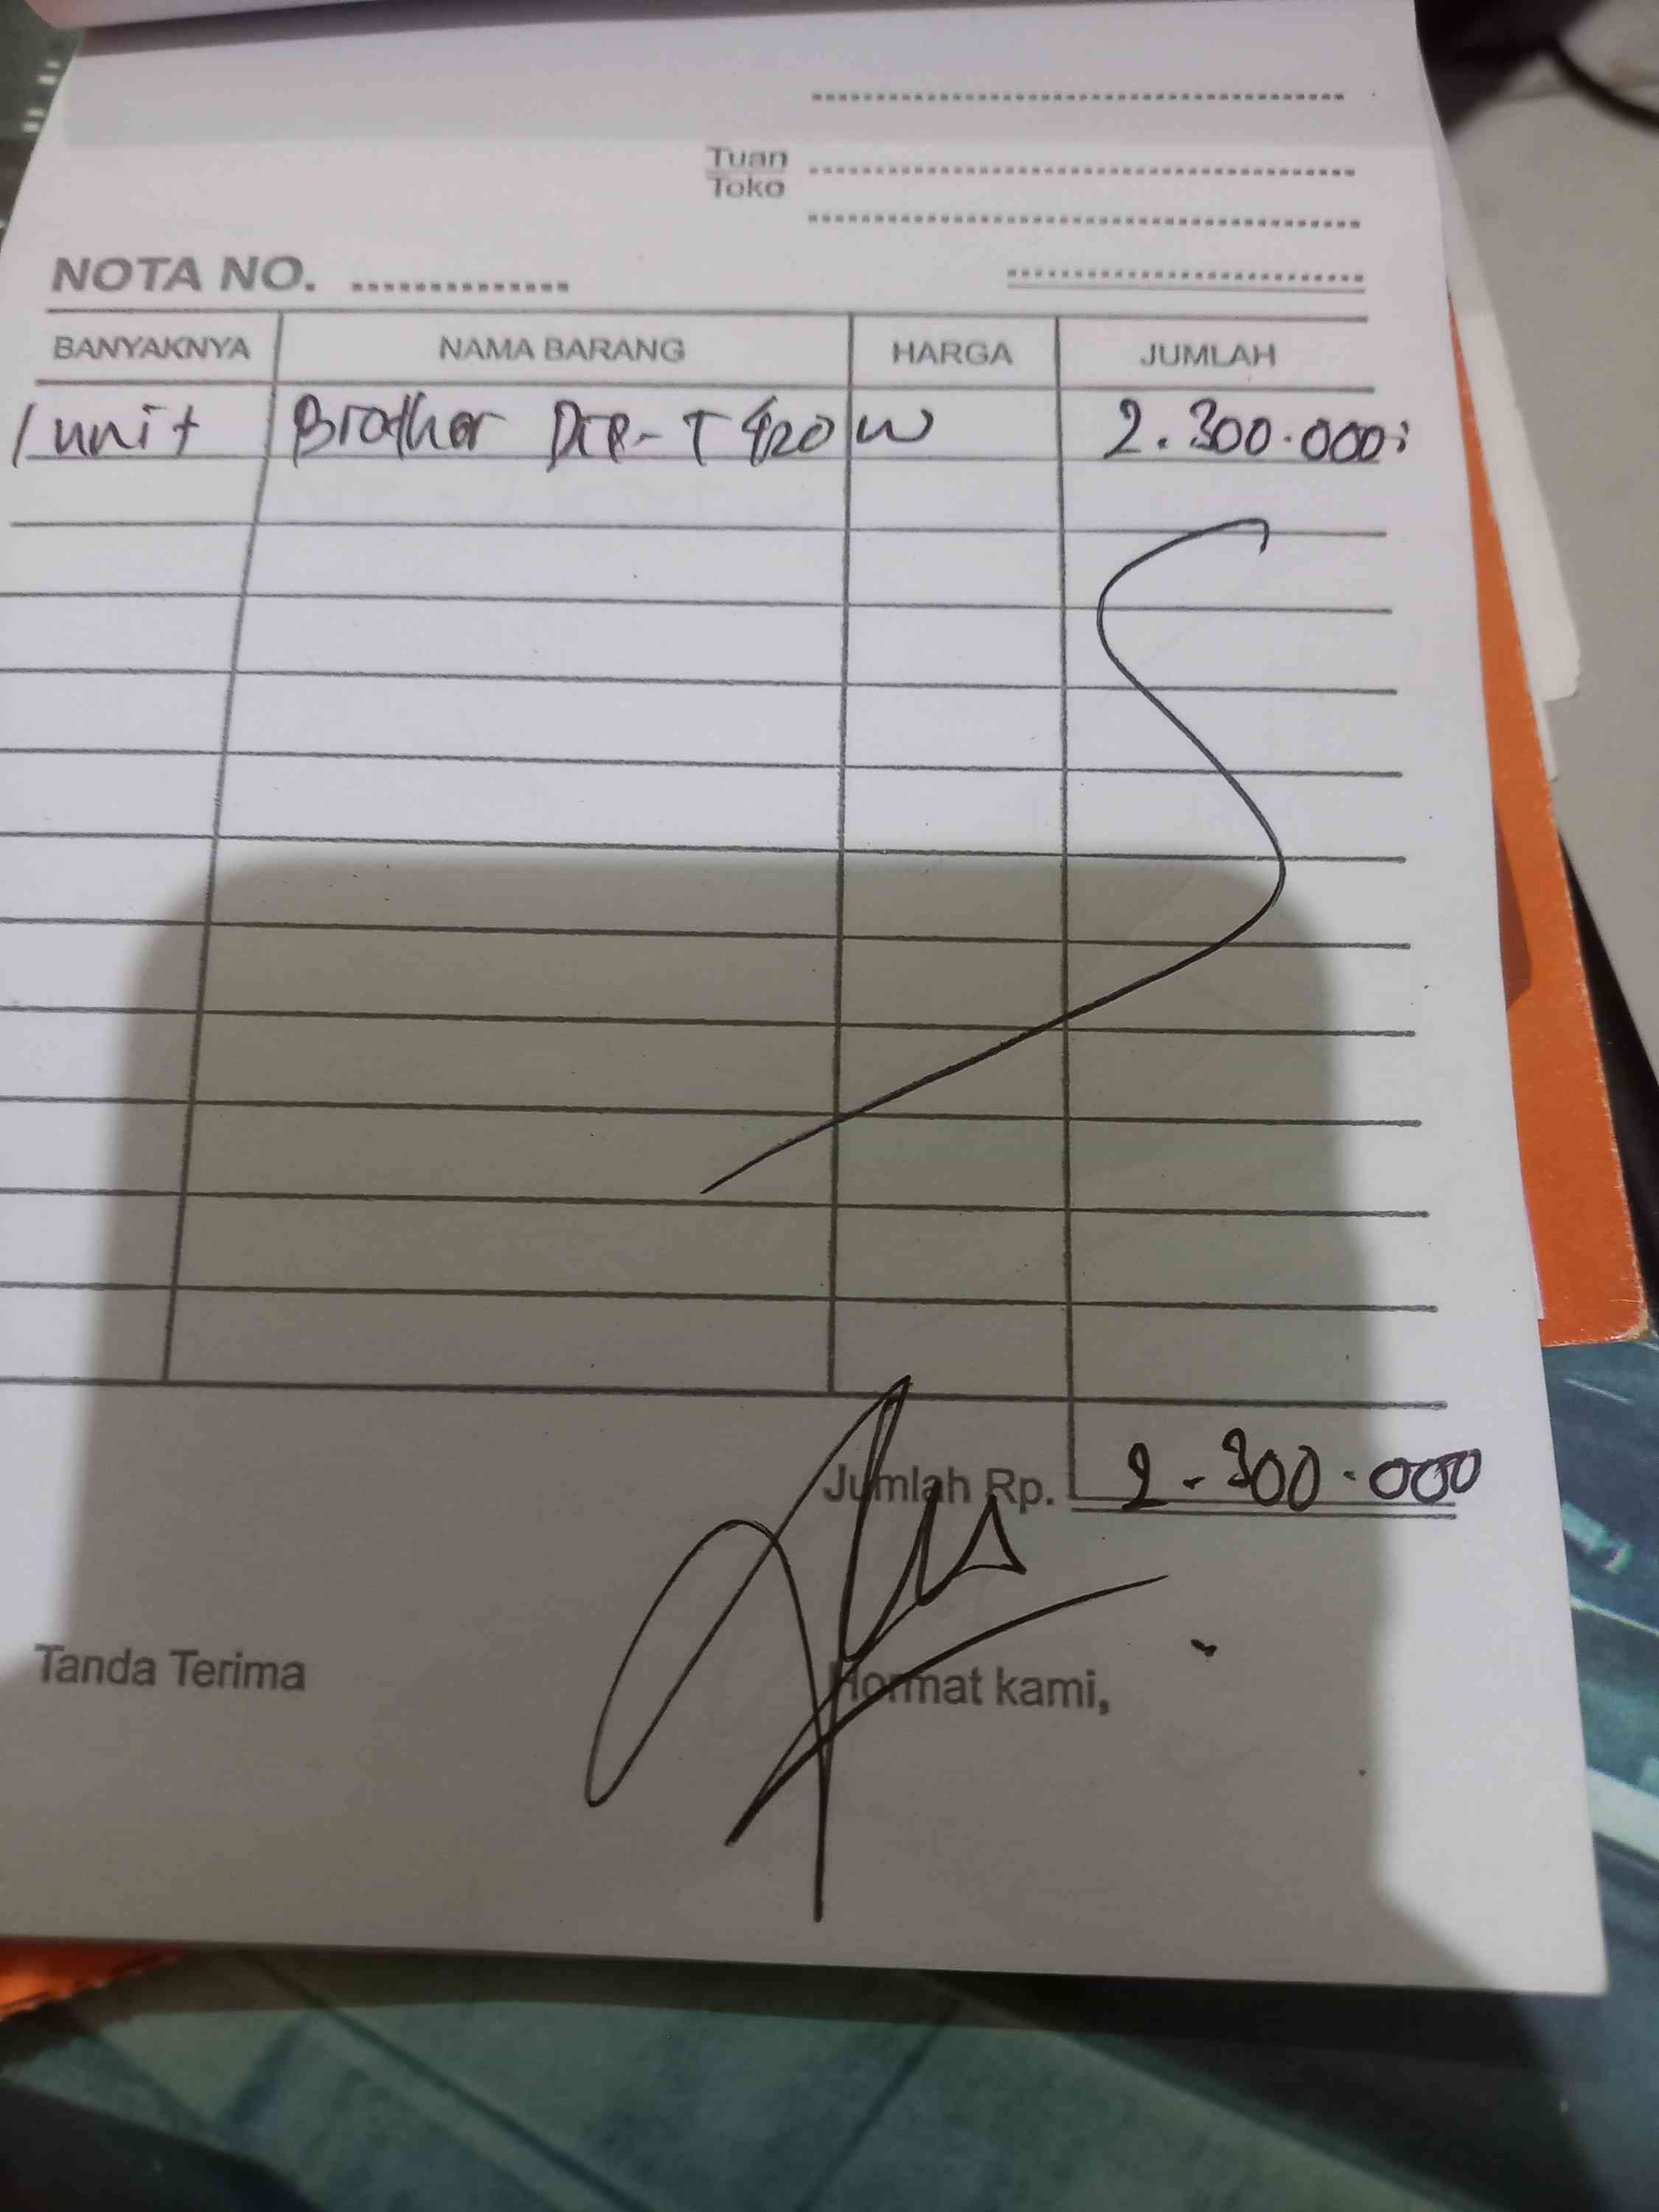 Tuan
Toko
NOTA NO. ..............
BANYAKNYA NAMA BARANG HARGA JUMLAH
1 unit Brother DCP-T420 W 2.300.000
Jumlah Rp. 2.300.000
Tanda Terima Hormat kami,